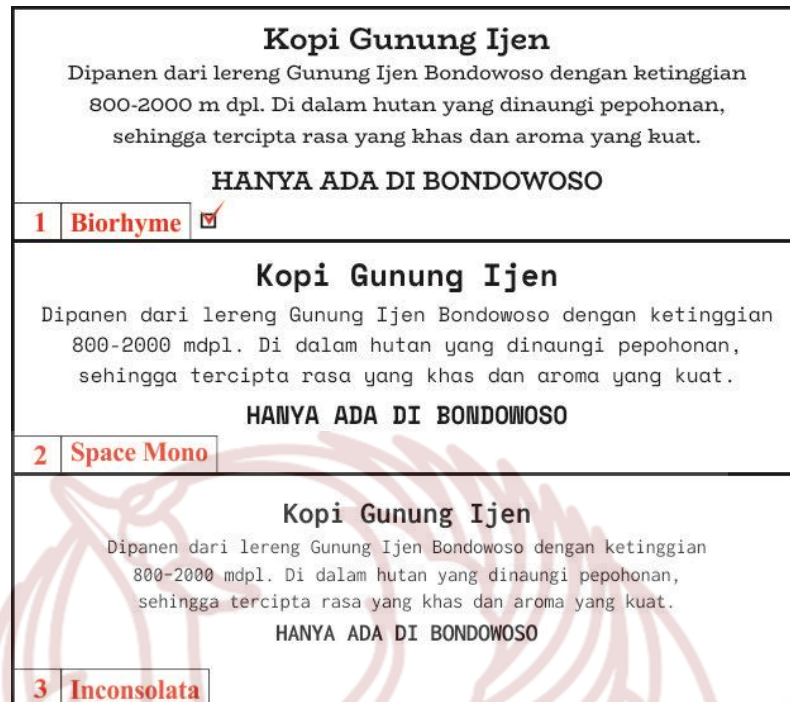 Kopi Gunung Ijen
Dipanen dari lereng Gunung Ijen Bondowoso dengan ketinggian
800-2000 m dpl. Di dalam hutan yang dinaungi pepohonan,
sehingga tercipta rasa yang khas dan aroma yang kuat.
HANYA ADA DI BONDOWOSO
1 Biorhyme
Kopi Gunung Ijen
Dipanen dari lereng Gunung Ijen Bondowoso dengan ketinggian
800-2000 mdpl. Di dalam hutan yang dinaungi pepohonan,
sehingga tercipta rasa yang khas dan aroma yang kuat.
HANYA ADA DI BONDOWOSO
2 Space Mono
Kopi Gunung Ijen
Dipanen dari lereng Gunung Ijen Bondowoso dengan ketinggian
800-2000 mdpl. Di dalam hutan yang dinaungi pepohonan,
sehingga tercipta rasa yang khas dan aroma yang kuat.
HANYA ADA DI BONDOWOSO
3 Inconsolata